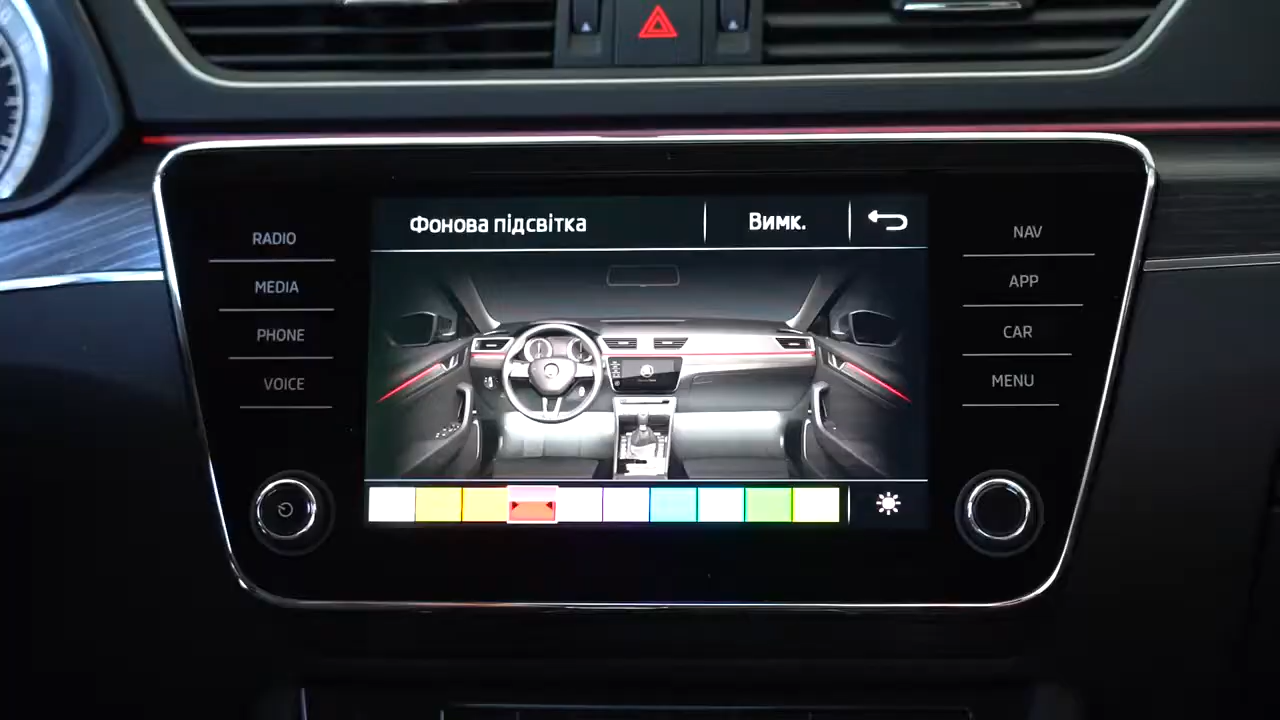 Фонова підсвітка
Вимк.
RADIO
MEDIA
PHONE
VOICE
NAV
APP
CAR
MENU